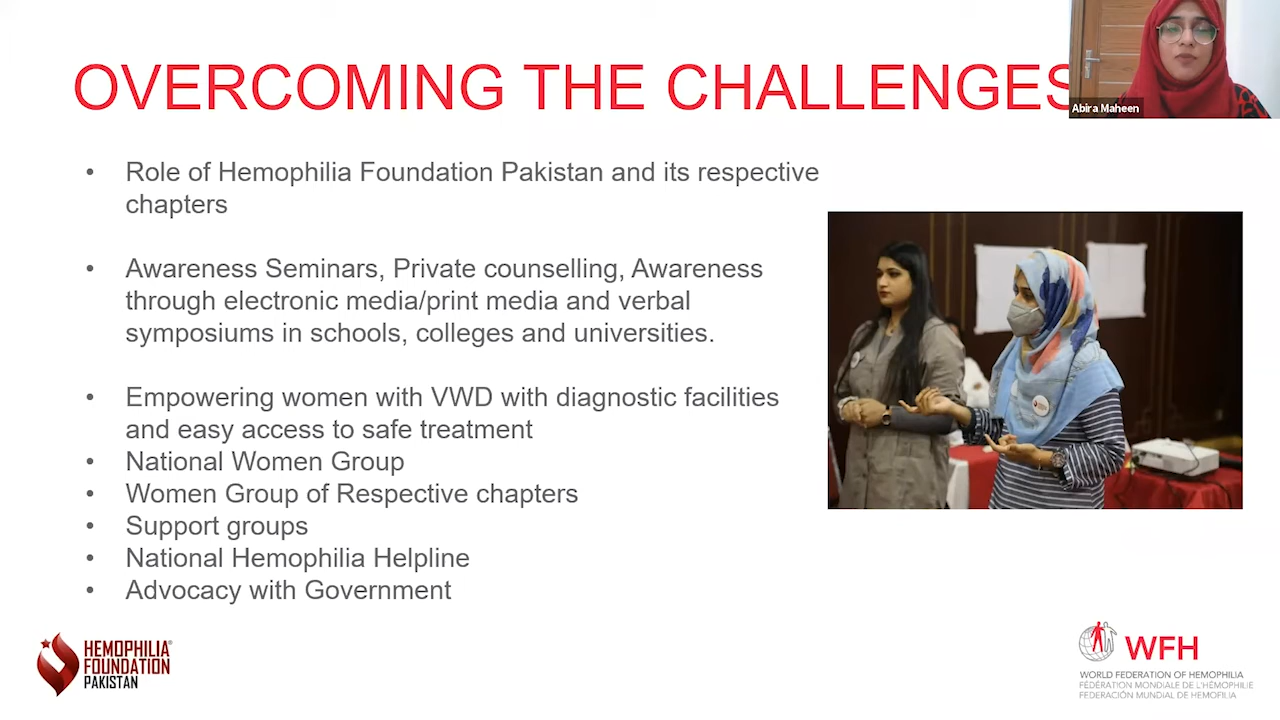 OVERCOMING THE CHALLENGES
Abira Maheen
• Role of Hemophilia Foundation Pakistan and its respective
chapters
• Awareness Seminars, Private counselling, Awareness
through electronic media/print media and verbal
symposiums in schools, colleges and universities.
• Empowering women with VWD with diagnostic facilities
and easy access to safe treatment
• National Women Group
• Women Group of Respective chapters
• Support groups
• National Hemophilia Helpline
• Advocacy with Government
HEMOPHILIA®
FOUNDATION
PAKISTAN
WFH
WORLD FEDERATION OF HEMOPHILIA
FÉDÉRATION MONDIALE DE L'HÉMOPHILIE
FEDERACIÓN MUNDIAL DE HEMOFILIA